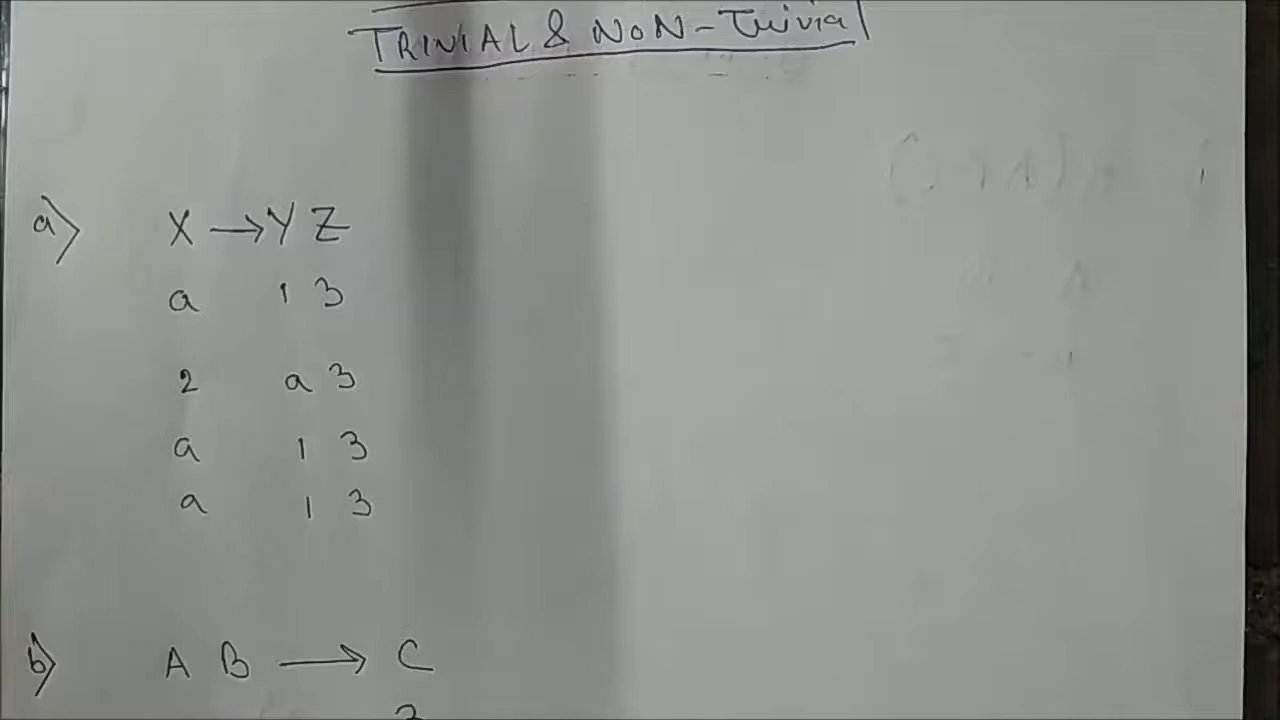 TRIVIAL & NON-Trivial
a) X → Y Z
a 1 3
2 a 3
a 1 3
a 1 3
b) A B → C